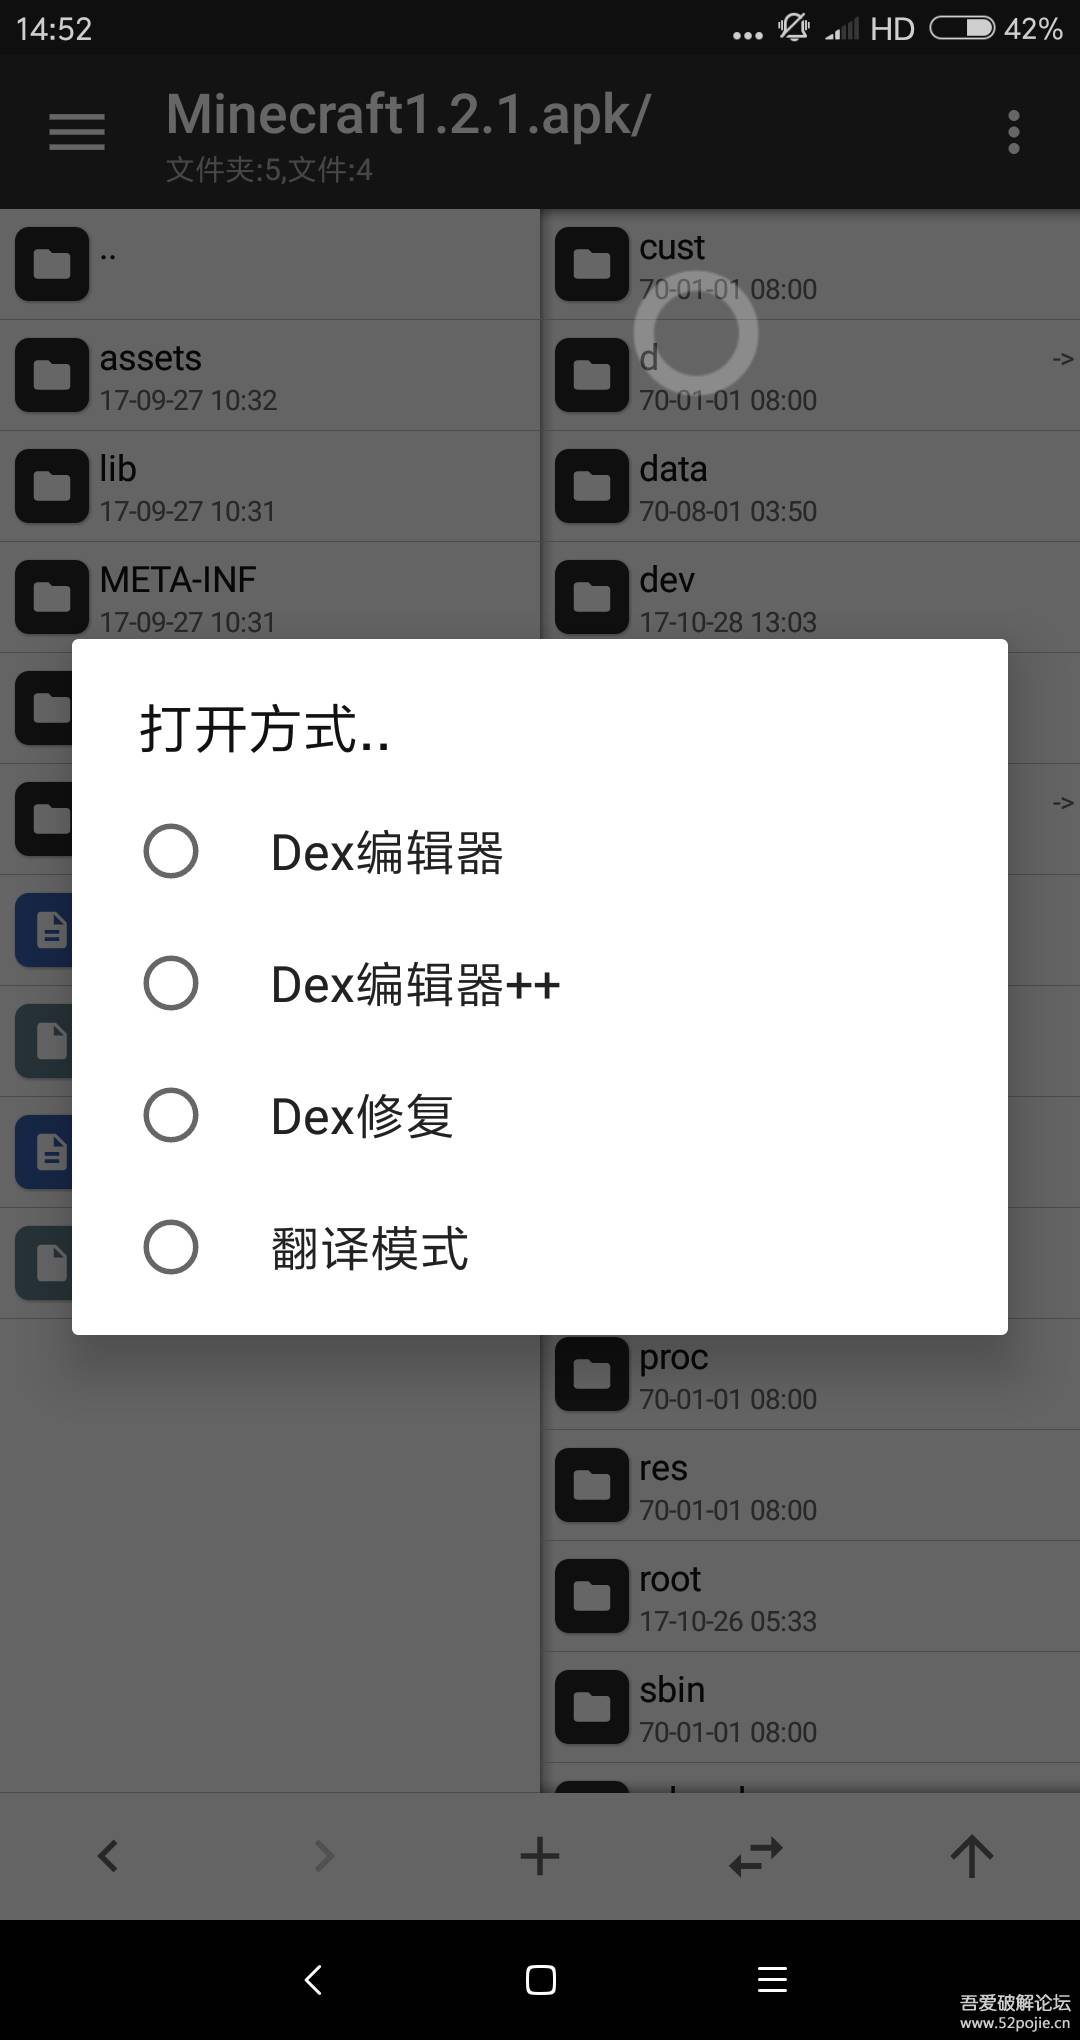 14:52
HD 42%
Minecraft1.2.1.apk/
文件夹:5,文件:4
..
assets
17-09-27 10:32
lib
17-09-27 10:31
META-INF
17-09-27 10:31
cust
70-01-01 08:00
d
->
70-01-01 08:00
data
70-08-01 03:50
dev
17-10-28 13:03
->
打开方式..
Dex编辑器
Dex编辑器++
Dex修复
翻译模式
proc
70-01-01 08:00
res
70-01-01 08:00
root
17-10-26 05:33
sbin
70-01-01 08:00
吾爱破解论坛
www.52pojie.cn